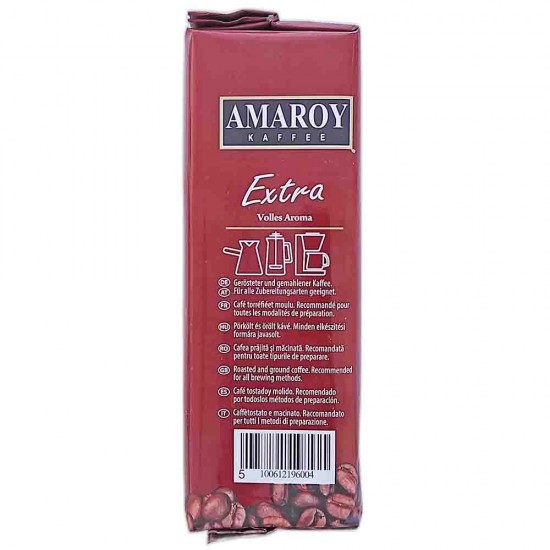 AMAROY
KAFFEE
Extra
Volles Aroma
DE Gerösteter und gemahlener Kaffee.
AT Für alle Zubereitungsarten geeignet.
FR Café torréfiéet moulu. Recommandé pour
toutes les modalités de préparation.
HU Pörkölt és örölt kávé. Minden elkészítési
formára javasolt.
RO Cafea prăjită şi măcinată. Recomandată
pentru toate tipurile de preparare.
GB Roasted and ground coffee. Recommended
for all brewing methods.
ES Café tostadoy molido. Recomendado
por todoslos métodos de preparación.
IT Caffètostato e macinato. Raccomandato
per tutti I metodi di preparazione.
5 100612196004